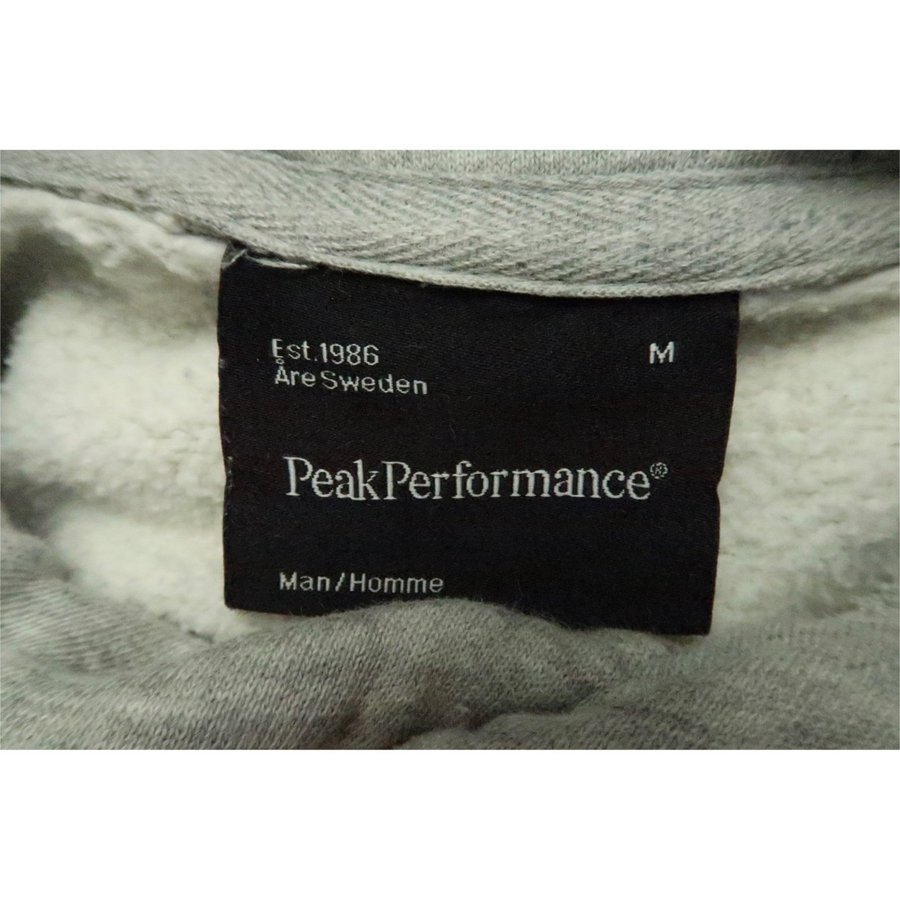 Est.1986 M
Åre Sweden
PeakPerformance®
Man/Homme